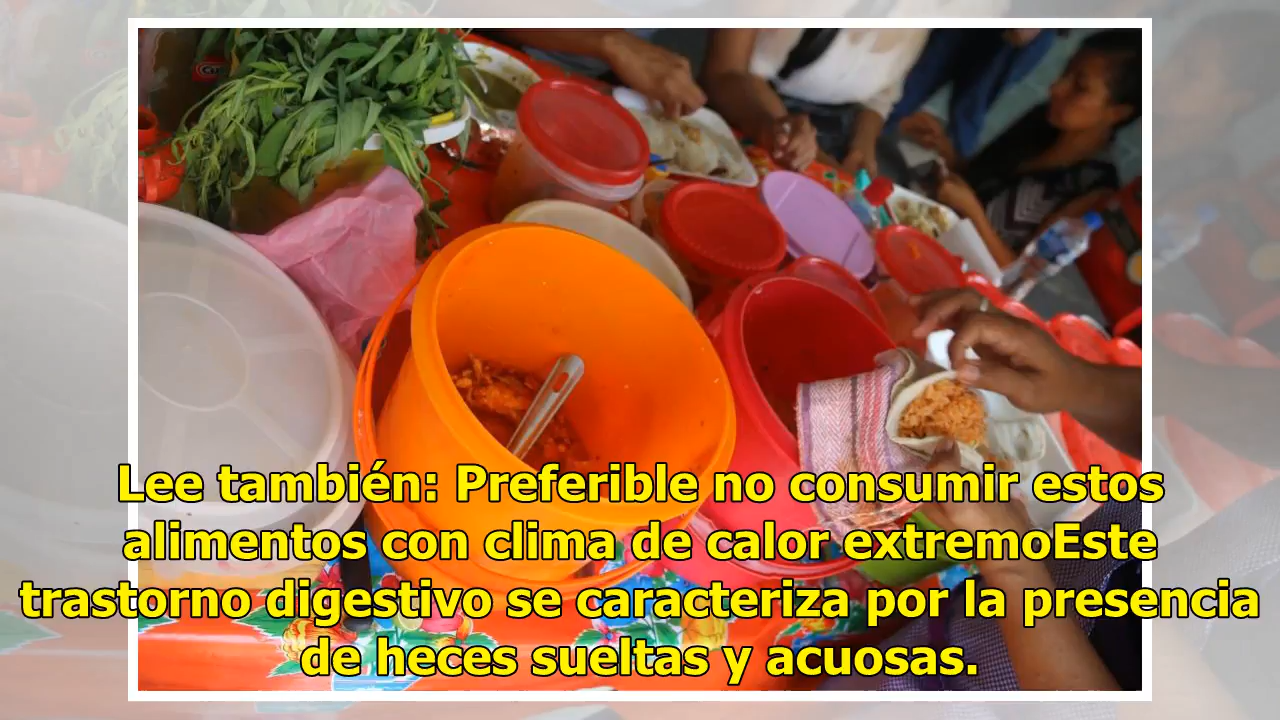 Lee también: Preferible no consumir estos
alimentos con clima de calor extremoEste
trastorno digestivo se caracteriza por la presencia
de heces sueltas y acuosas.